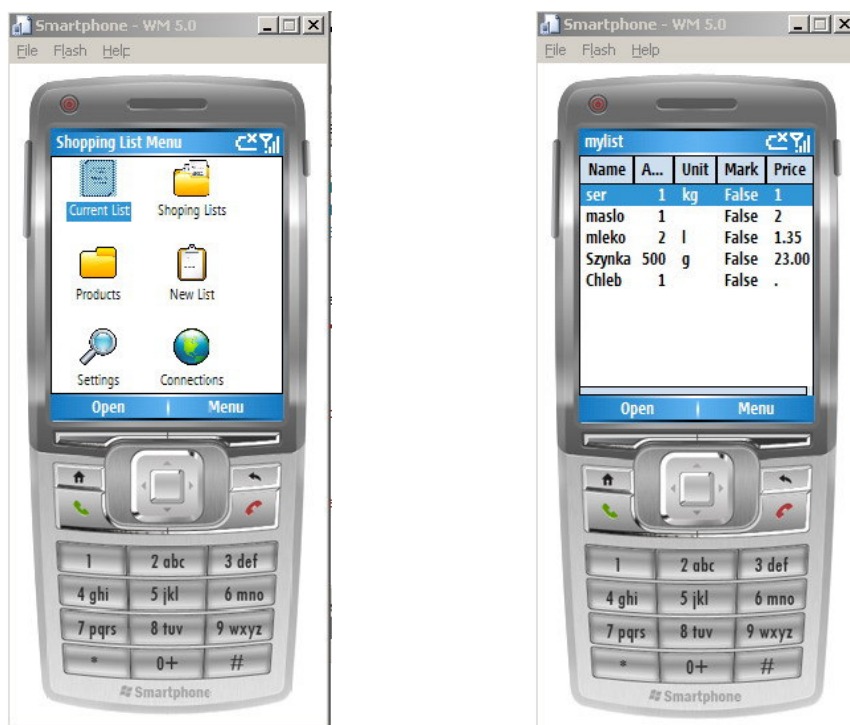 Smartphone - WM 5.0
File Flash Help
Shopping List Menu
Current List Shoping Lists
Products New List
Settings Connections
Open Menu
1 2 abc 3 def
4 ghi 5 jkl 6 mno
7 pqrs 8 tuv 9 wxyz
* 0+ #
Smartphone
Smartphone - WM 5.0
File Flash Help
mylist
Name A... Unit Mark Price
ser 1 kg False 1
maslo 1 False 2
mleko 2 l False 1.35
Szynka 500 g False 23.00
Chleb 1 False .
Open Menu
1 2 abc 3 def
4 ghi 5 jkl 6 mno
7 pqrs 8 tuv 9 wxyz
* 0+ #
Smartphone